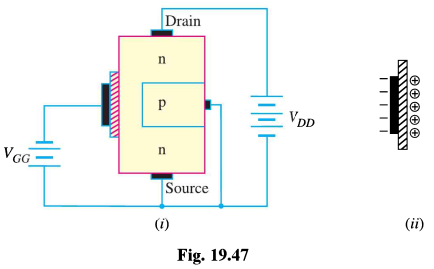 Drain
n
p
n
Source
V_GG
V_DD
− − − − −
⊕ ⊕ ⊕ ⊕ ⊕
(i)
(ii)
Fig. 19.47